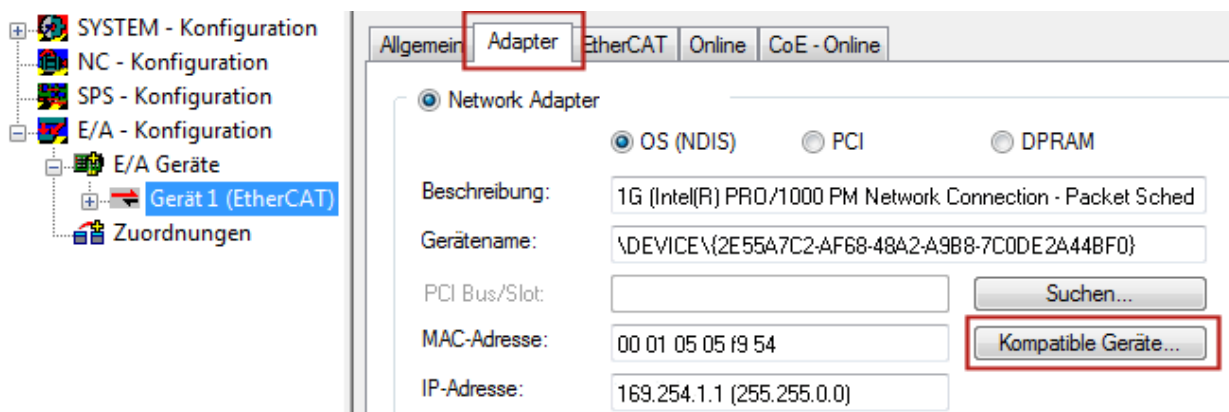 SYSTEM - Konfiguration
NC - Konfiguration
SPS - Konfiguration
E/A - Konfiguration
E/A Geräte
Gerät 1 (EtherCAT)
Zuordnungen
Allgemein Adapter EtherCAT Online CoE - Online
Network Adapter
OS (NDIS) PCI DPRAM
Beschreibung: 1G (Intel(R) PRO/1000 PM Network Connection - Packet Sched
Gerätename: \DEVICE\{2E55A7C2-AF68-48A2-A9B8-7C0DE2A44BF0}
PCI Bus/Slot: Suchen...
MAC-Adresse: 00 01 05 05 f9 54 Kompatible Geräte...
IP-Adresse: 169.254.1.1 (255.255.0.0)